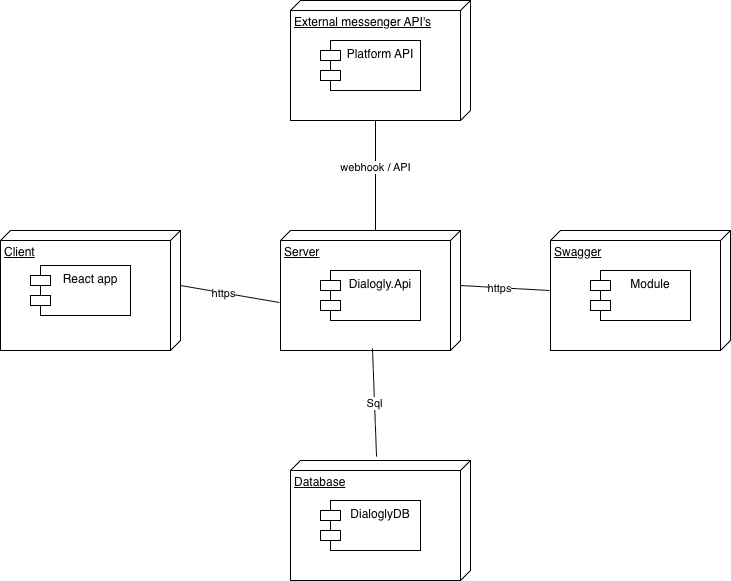 External messenger API's
Platform API
webhook / API
Client
React app
https
Server
Dialogly.Api
https
Swagger
Module
Sql
Database
DialoglyDB